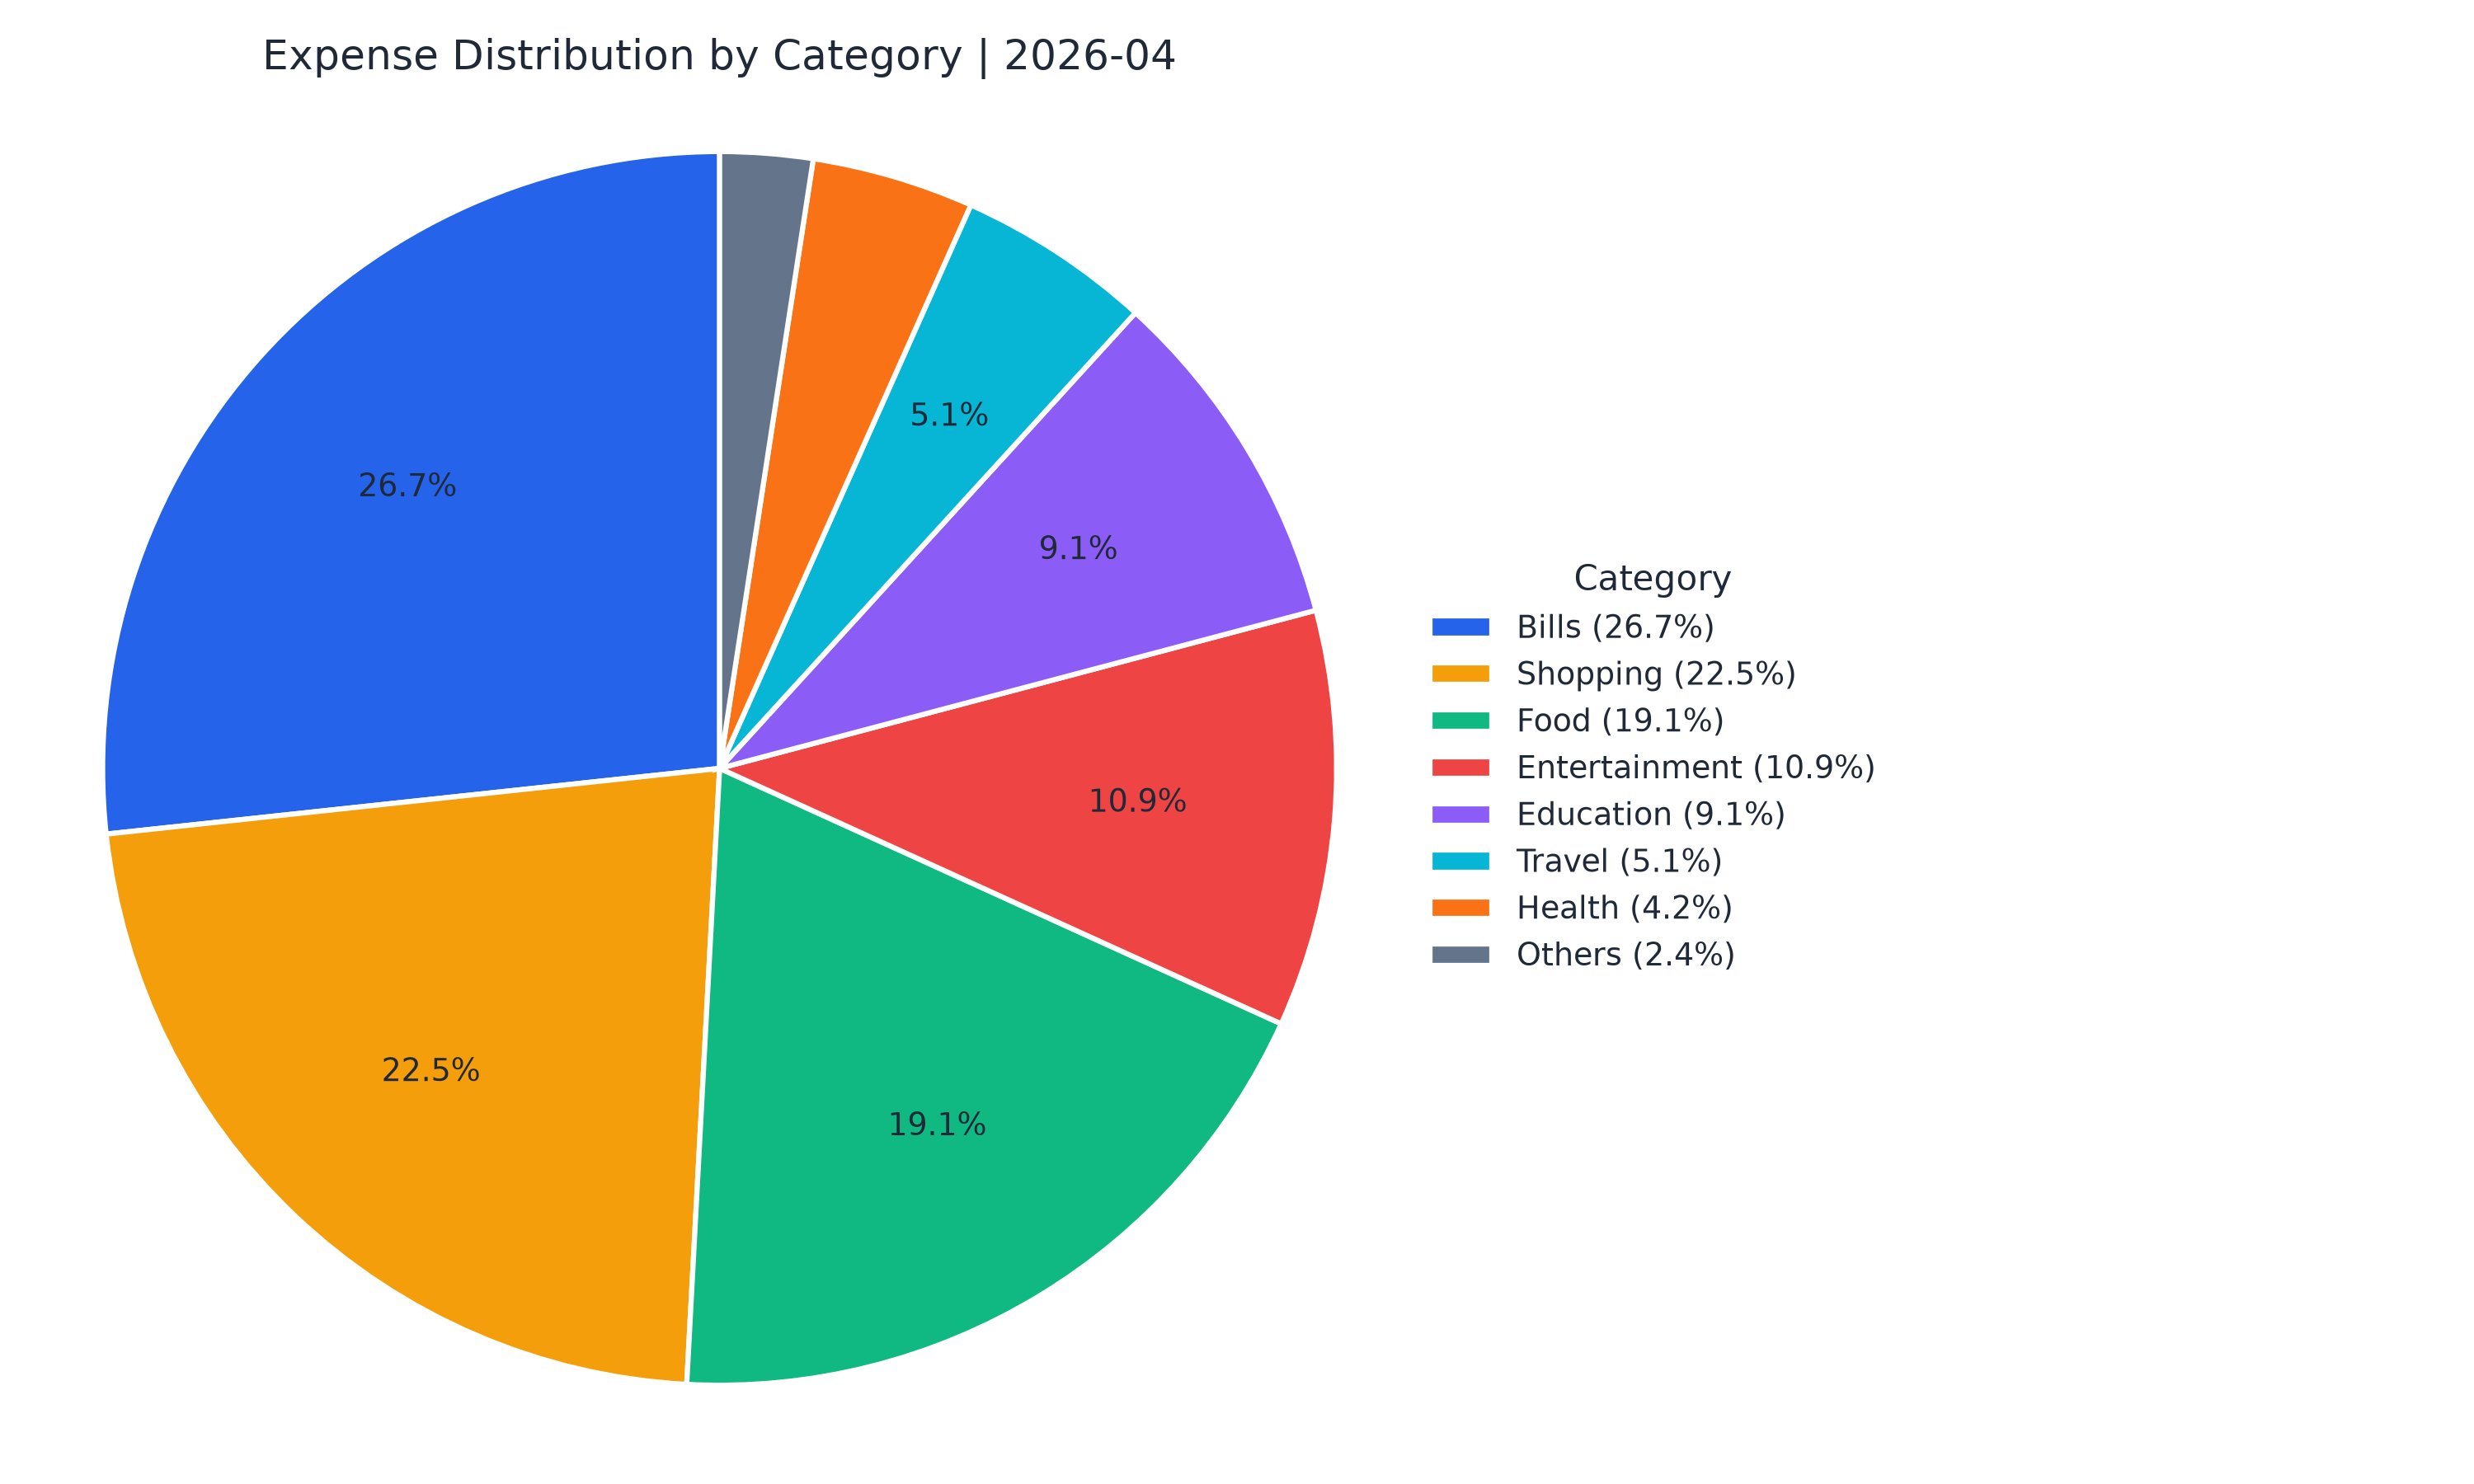 Expense Distribution by Category | 2026-04
5.1%
26.7%
9.1%
10.9%
22.5%
19.1%
Category
Bills (26.7%)
Shopping (22.5%)
Food (19.1%)
Entertainment (10.9%)
Education (9.1%)
Travel (5.1%)
Health (4.2%)
Others (2.4%)